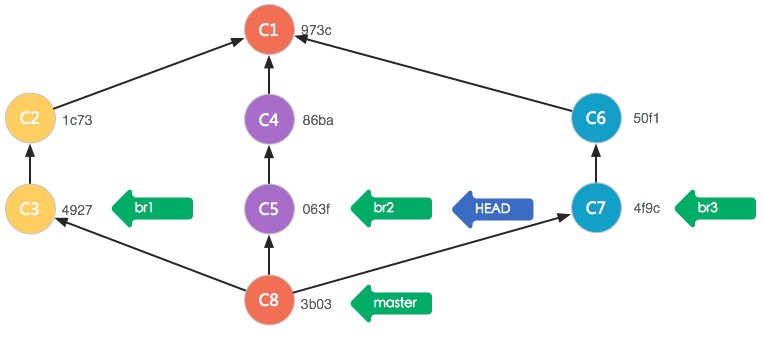 C1 973c
C2 1c73
C4 86ba
C6 50f1
C3 4927 br1
C5 063f br2 HEAD
C7 4f9c br3
C8 3b03 master